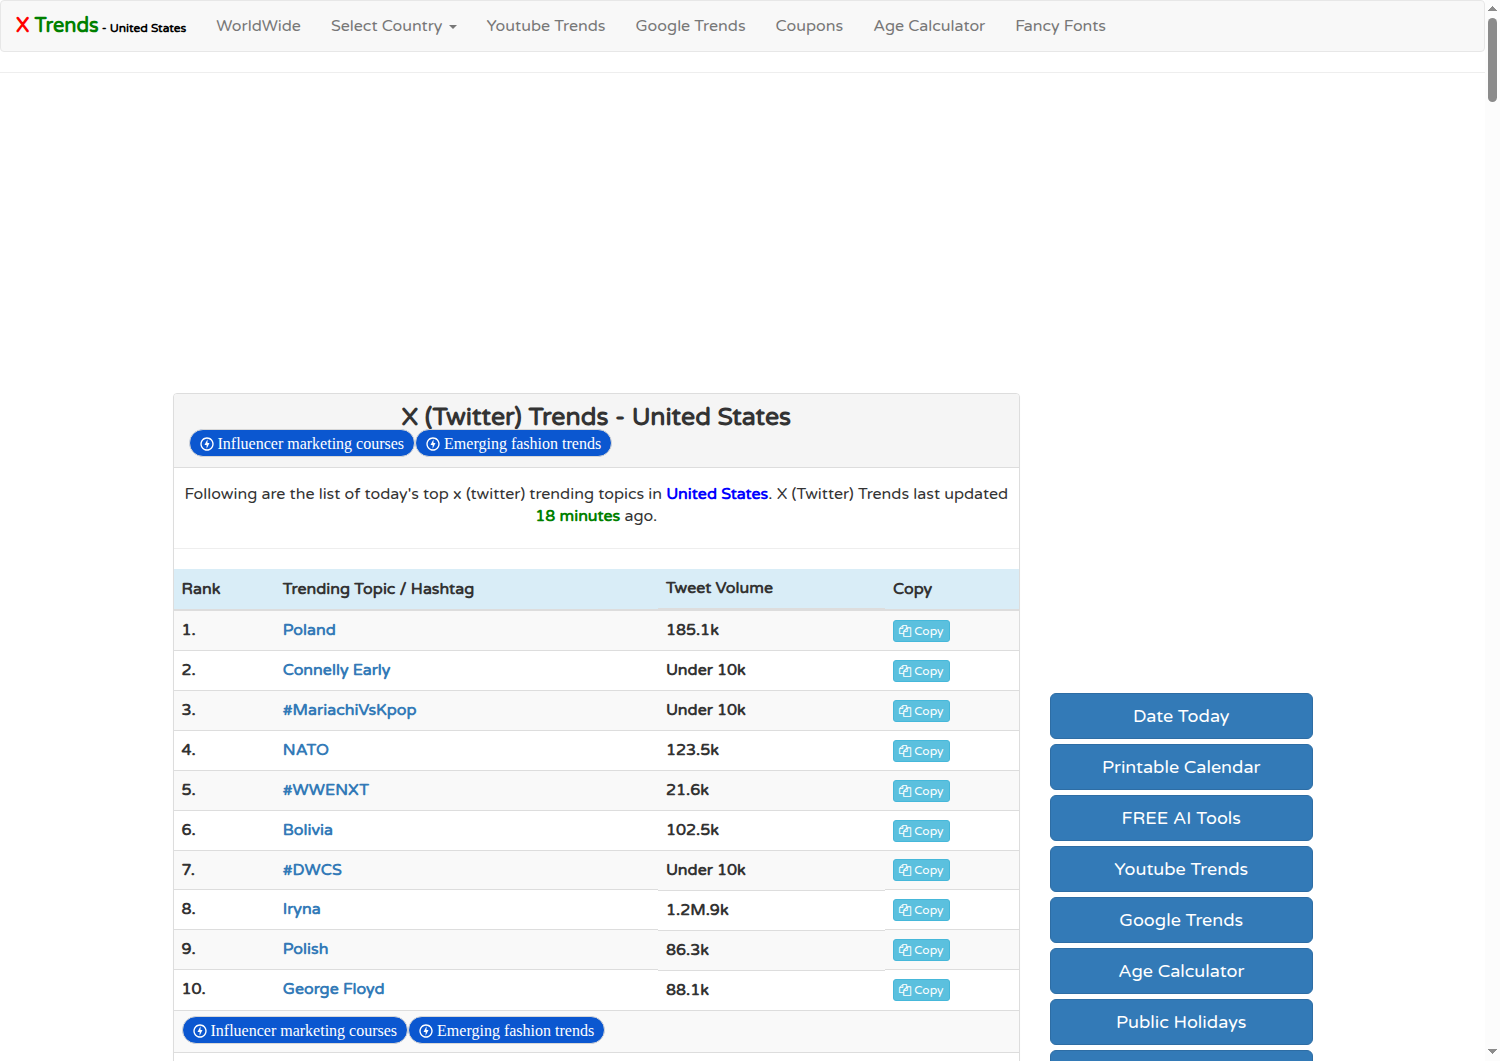 X Trends - United States WorldWide Select Country Youtube Trends Google Trends Coupons Age Calculator Fancy Fonts
X (Twitter) Trends - United States
Influencer marketing courses Emerging fashion trends
Following are the list of today's top x (twitter) trending topics in United States. X (Twitter) Trends last updated
18 minutes ago.
Rank Trending Topic / Hashtag Tweet Volume Copy
1. Poland 185.1k Copy
2. Connelly Early Under 10k Copy
3. #MariachiVsKpop Under 10k Copy
4. NATO 123.5k Copy
5. #WWENXT 21.6k Copy
6. Bolivia 102.5k Copy
7. #DWCS Under 10k Copy
8. Iryna 1.2M.9k Copy
9. Polish 86.3k Copy
10. George Floyd 88.1k Copy
Influencer marketing courses Emerging fashion trends
Date Today
Printable Calendar
FREE AI Tools
Youtube Trends
Google Trends
Age Calculator
Public Holidays